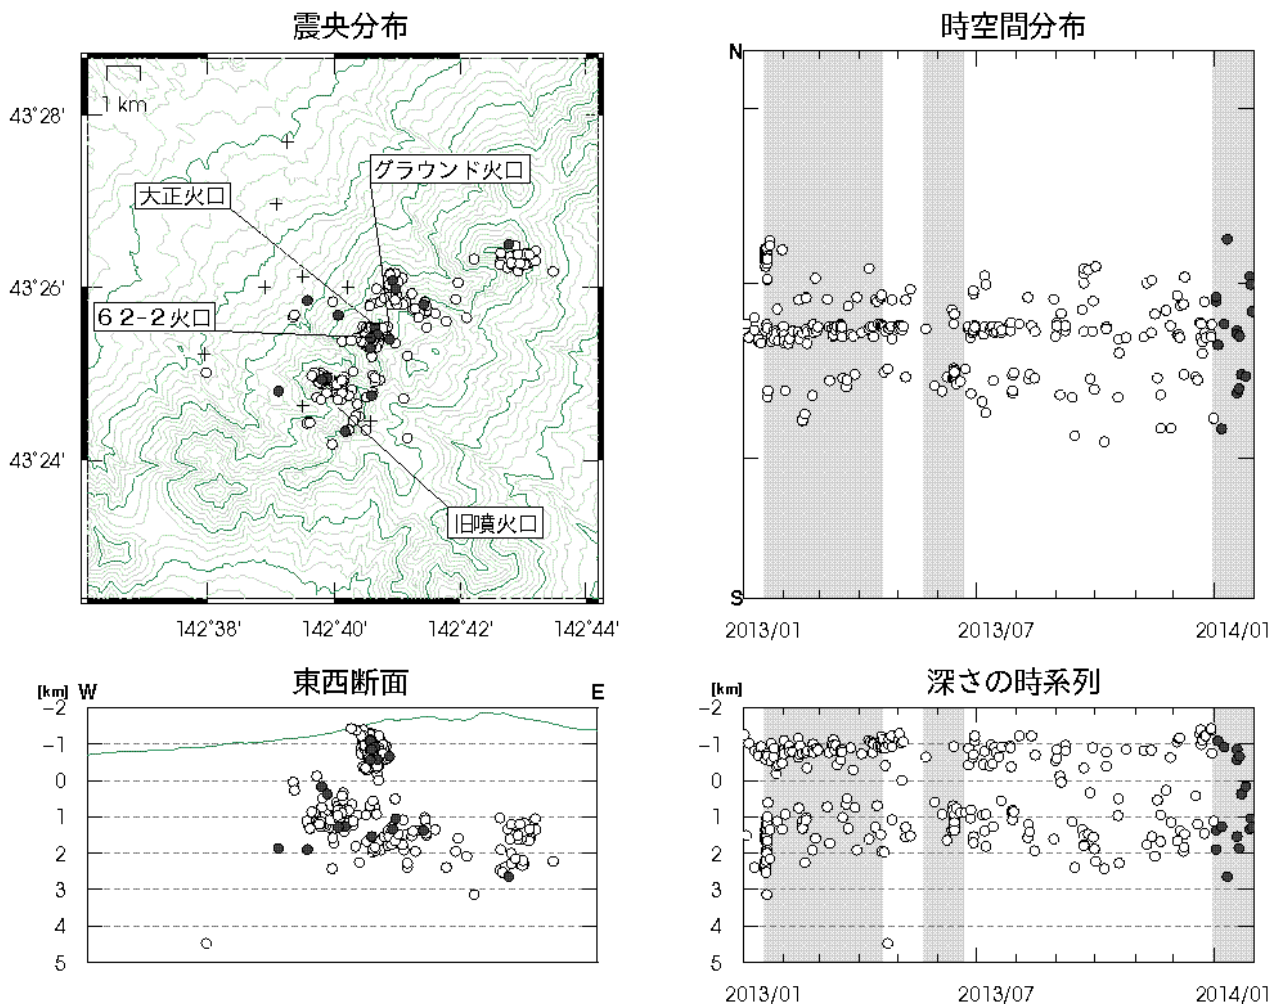 震央分布
1 km
43°28'
43°26'
43°24'
グラウンド火口
大正火口
62-2火口
旧噴火口
142°38'
142°40'
142°42'
142°44'
時空間分布
N
S
2013/01
2013/07
2014/01
東西断面
[km]
W
E
-2
-1
0
1
2
3
4
5
深さの時系列
[km]
-2
-1
0
1
2
3
4
5
2013/01
2013/07
2014/01